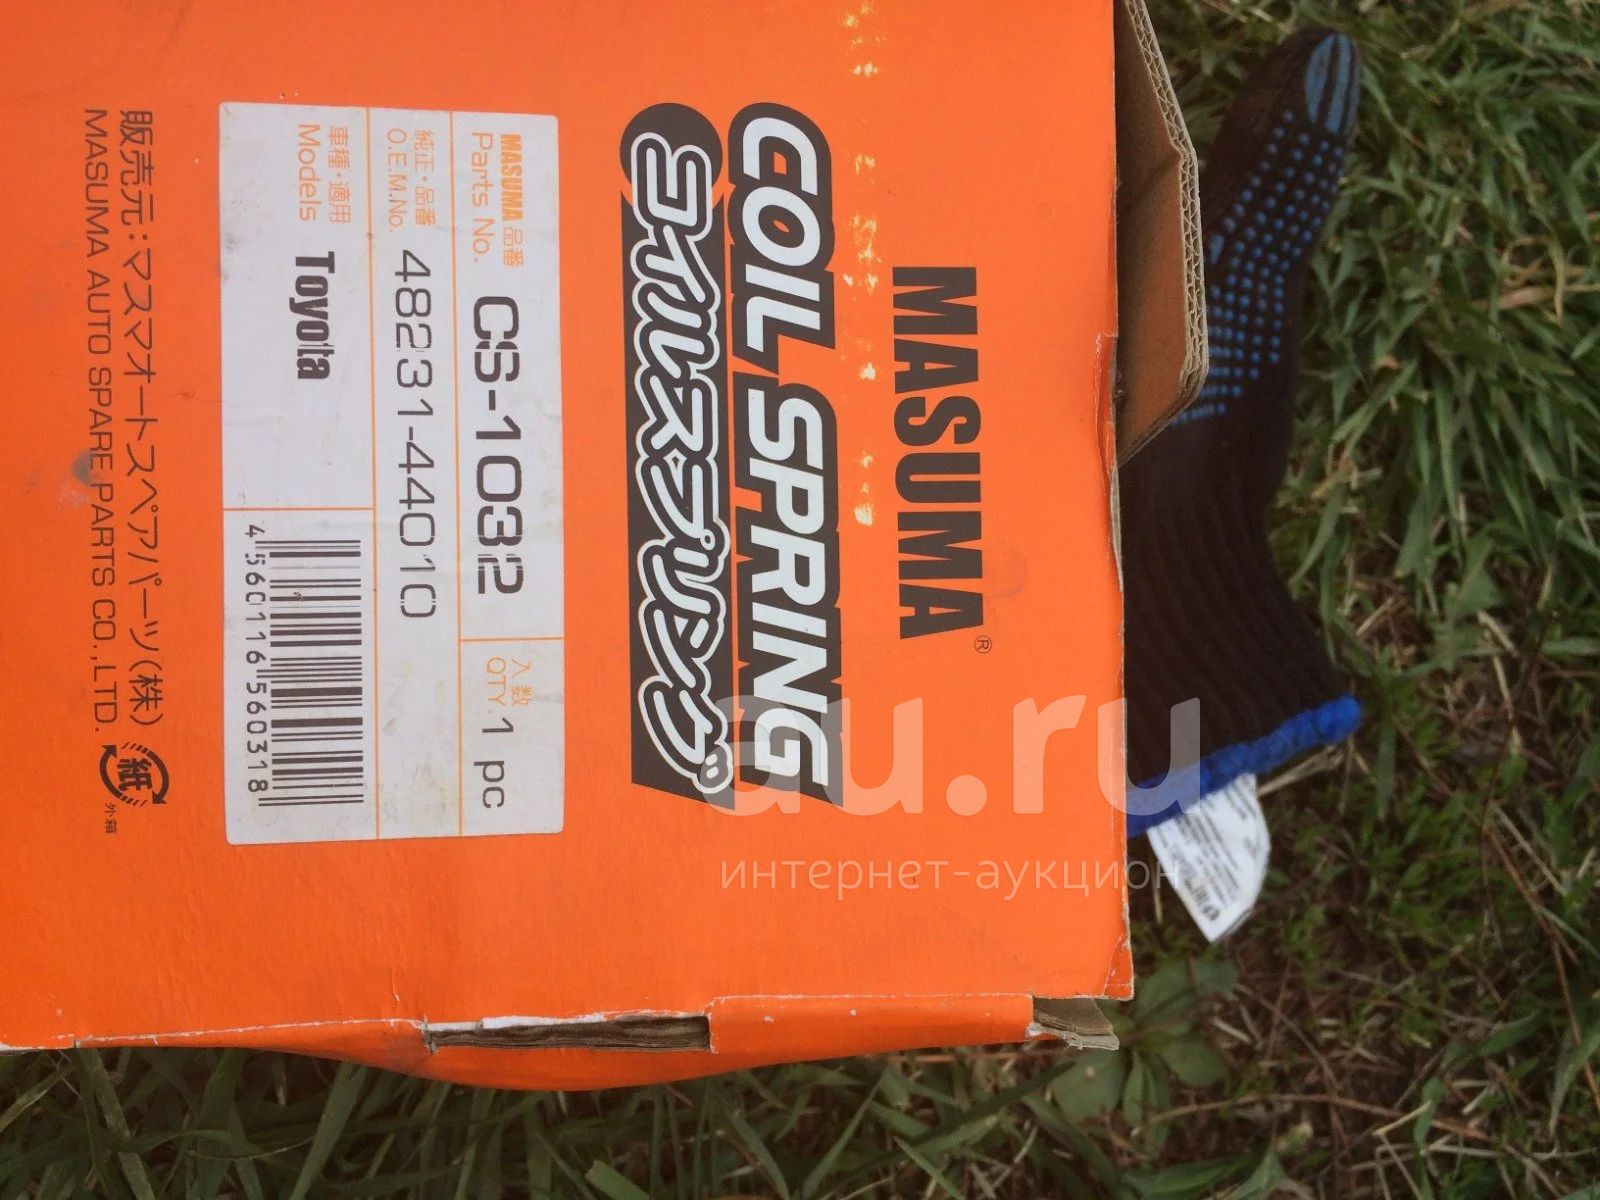 MASUMA®
COIL SPRING
コイルスプリング
MASUMA 品番
Parts No. CS-1032
入数
QTY. 1 pc
純正・品番
O.E.M.No. 48231-44010
車種・適用
Models Toyota
4 560116 560318
販売元：マスマオートスペアパーツ(株)
MASUMA AUTO SPARE PARTS CO.,LTD.
紙
外箱
au.ru
интернет-аукцион